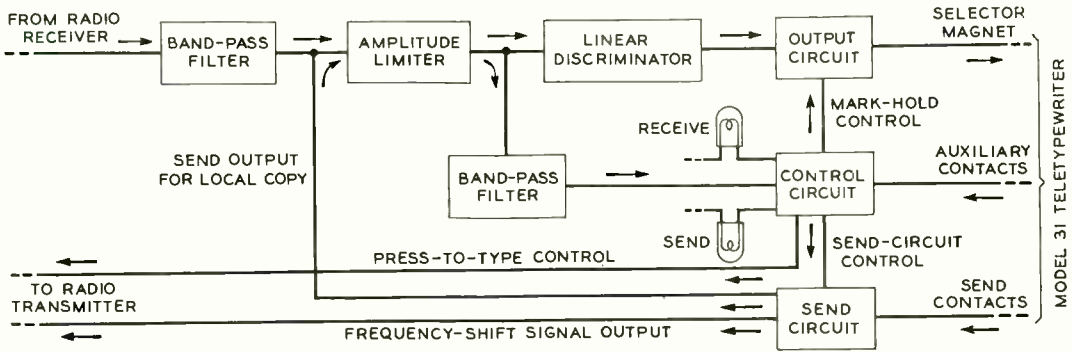 FROM RADIO
RECEIVER
BAND-PASS
FILTER
AMPLITUDE
LIMITER
LINEAR
DISCRIMINATOR
OUTPUT
CIRCUIT
SELECTOR
MAGNET
MARK-HOLD
CONTROL
RECEIVE
SEND OUTPUT
FOR LOCAL COPY
BAND-PASS
FILTER
CONTROL
CIRCUIT
AUXILIARY
CONTACTS
SEND
SEND-CIRCUIT
CONTROL
PRESS-TO-TYPE CONTROL
TO RADIO
TRANSMITTER
SEND
CIRCUIT
SEND
CONTACTS
FREQUENCY-SHIFT SIGNAL OUTPUT
MODEL 31 TELETYPEWRITER